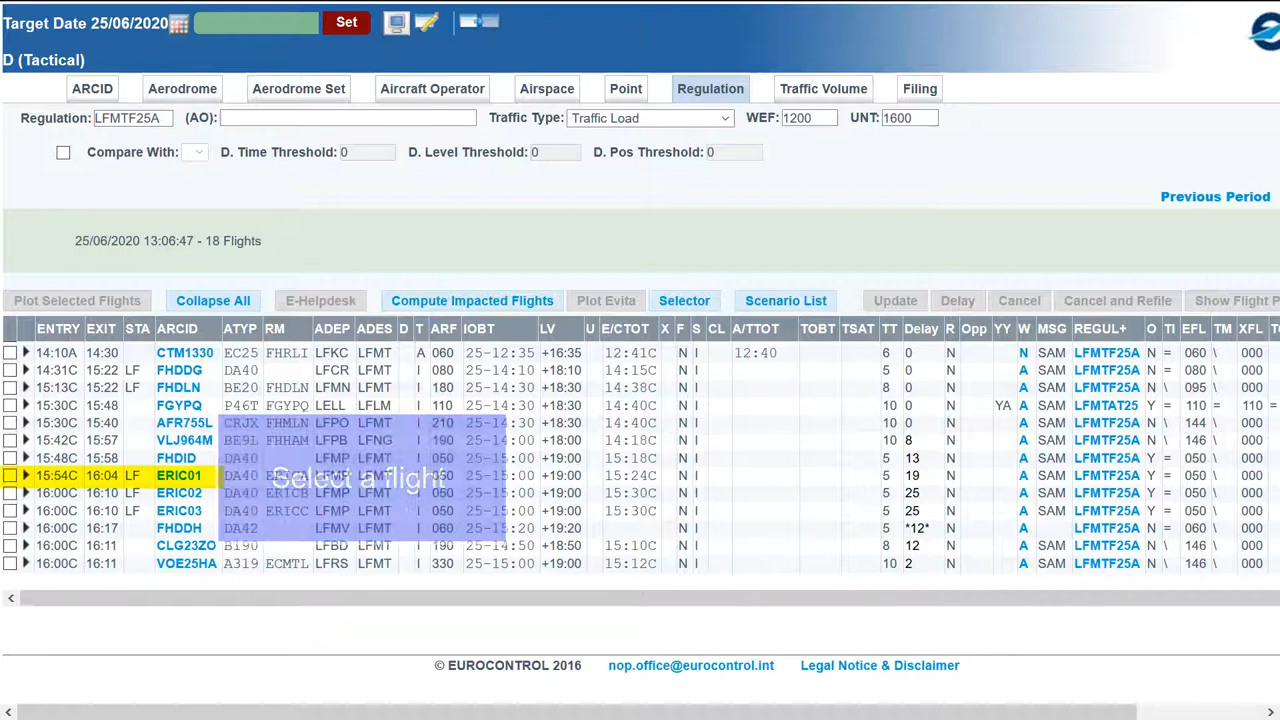 Target Date 25/06/2020 Set
D (Tactical)
ARCID Aerodrome Aerodrome Set Aircraft Operator Airspace Point Regulation Traffic Volume Filing
Regulation: LFMTF25A (AO): Traffic Type: Traffic Load WEF: 1200 UNT: 1600
Compare With: D. Time Threshold: 0 D. Level Threshold: 0 D. Pos Threshold: 0
Previous Period
25/06/2020 13:06:47 - 18 Flights
Plot Selected Flights Collapse All E-Helpdesk Compute Impacted Flights Plot Evita Selector Scenario List Update Delay Cancel Cancel and Refile Show Flight P
ENTRY EXIT STA ARCID ATYP RM ADEP ADES D T ARF IOBT LV U E/CTOT X F S CL A/TTOT TOBT TSAT TT Delay R Opp YY W MSG REGUL+ O TI EFL TM XFL TO
14:10A 14:30 CTM1330 EC25 FHRLI LFKC LFMT A 060 25-12:35 +16:35 12:41C N I 12:40 6 0 N N SAM LFMTF25A N = 060 \ 000
14:31C 15:22 LF FHDDG DA40 LFCR LFMT I 080 25-14:10 +18:10 14:15C N I 5 0 N A SAM LFMTF25A N = 080 \ 000
15:13C 15:22 LF FHDLN BE20 FHDLN LFMN LFMT I 180 25-14:30 +18:30 14:38C N I 8 0 N A SAM LFMTF25A N \ 095 \ 000
15:30C 15:48 FGYPQ P46T FGYPQ LELL LFLM I 110 25-14:30 +18:30 14:40C N I 10 0 N YA A SAM LFMTAT25 Y = 110 = 110 =
15:30C 15:40 AFR755L CRJX FHMLN LFPO LFMT I 210 25-14:30 +18:30 14:40C N I 10 0 N A SAM LFMTF25A N \ 144 \ 000
15:42C 15:57 VLJ964M BE9L FHHAM LFPB LFNG I 190 25-14:00 +18:00 14:18C N I 10 8 N A SAM LFMTF25A N \ 146 \ 000
15:48C 15:58 FHDID DA40 LFMP LFMT I 050 25-15:00 +19:00 15:18C N I 5 13 N A SAM LFMTF25A Y = 050 \ 000
15:54C 16:04 LF ERIC01 DA40 LFMP LFMT I 050 25-15:00 +19:00 15:24C N I 5 19 N A SAM LFMTF25A Y = 050 \ 000
Select a flight
16:00C 16:10 LF ERIC02 DA40 ERICB LFMP LFMT I 050 25-15:00 +19:00 15:30C N I 5 25 N A SAM LFMTF25A Y = 050 \ 000
16:00C 16:10 LF ERIC03 DA40 ERICC LFMP LFMT I 050 25-15:00 +19:00 15:30C N I 5 25 N A SAM LFMTF25A Y = 050 \ 000
16:00C 16:17 FHDDH DA42 LFMV LFMT I 060 25-15:20 +19:20 N I 5 *12* N A LFMTF25A N = 060 \ 000
16:00C 16:11 CLG23ZO B190 LFBD LFMT I 190 25-14:50 +18:50 15:10C N I 8 12 N A SAM LFMTF25A N \ 146 \ 000
16:00C 16:11 VOE25HA A319 ECMTL LFRS LFMT I 330 25-15:00 +19:00 15:12C N I 10 2 N A SAM LFMTF25A N \ 146 \ 000
© EUROCONTROL 2016 nop.office@eurocontrol.int Legal Notice & Disclaimer